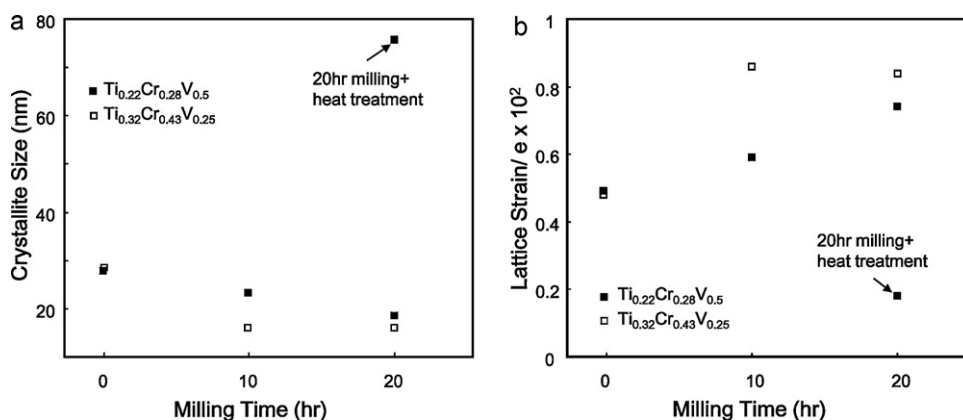 a
Crystallite Size (nm)
80
60
40
20
■ Ti0.22Cr0.28V0.5
□ Ti0.32Cr0.43V0.25
20hr milling+
heat treatment
0 10 20
Milling Time (hr)
b
Lattice Strain/ e x 10²
1
0.8
0.6
0.4
0.2
0
20hr milling+
heat treatment
■ Ti0.22Cr0.28V0.5
□ Ti0.32Cr0.43V0.25
0 10 20
Milling Time (hr)